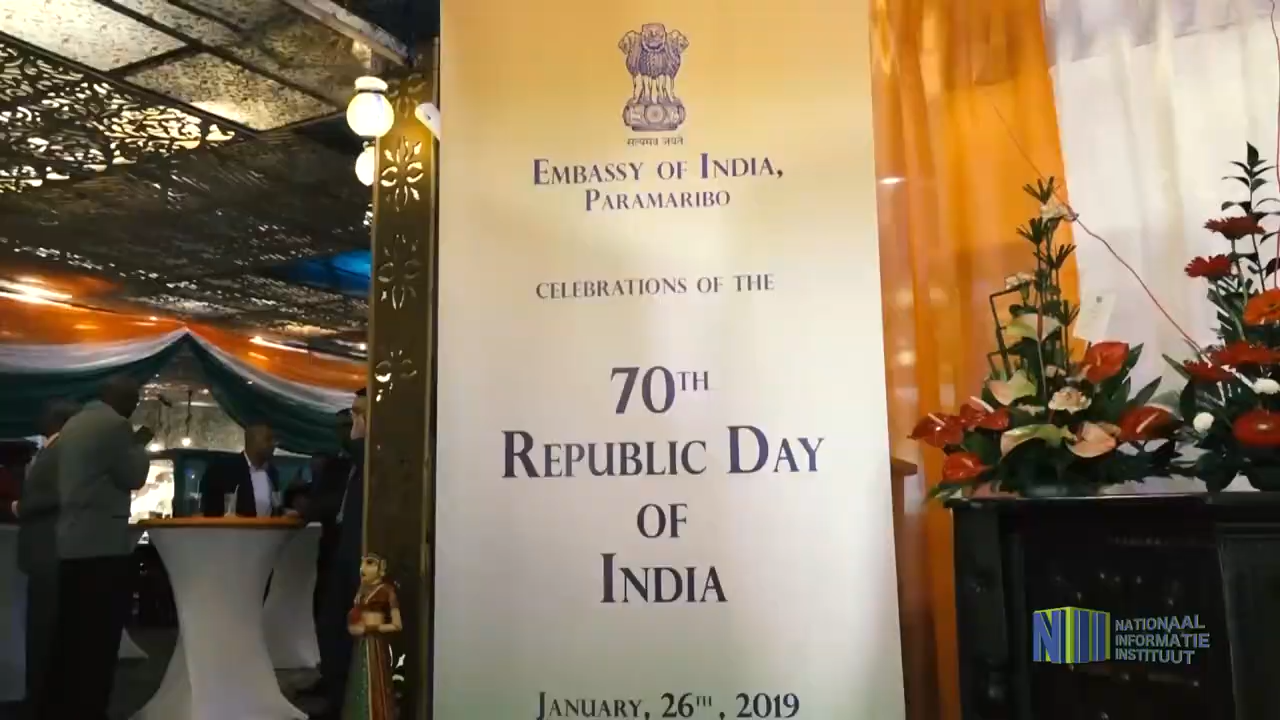 सत्यमेव जयते
EMBASSY OF INDIA,
PARAMARIBO
CELEBRATIONS OF THE
70TH
REPUBLIC DAY
OF
INDIA
JANUARY, 26TH, 2019
NII
NATIONAAL
INFORMATIE
INSTITUUT